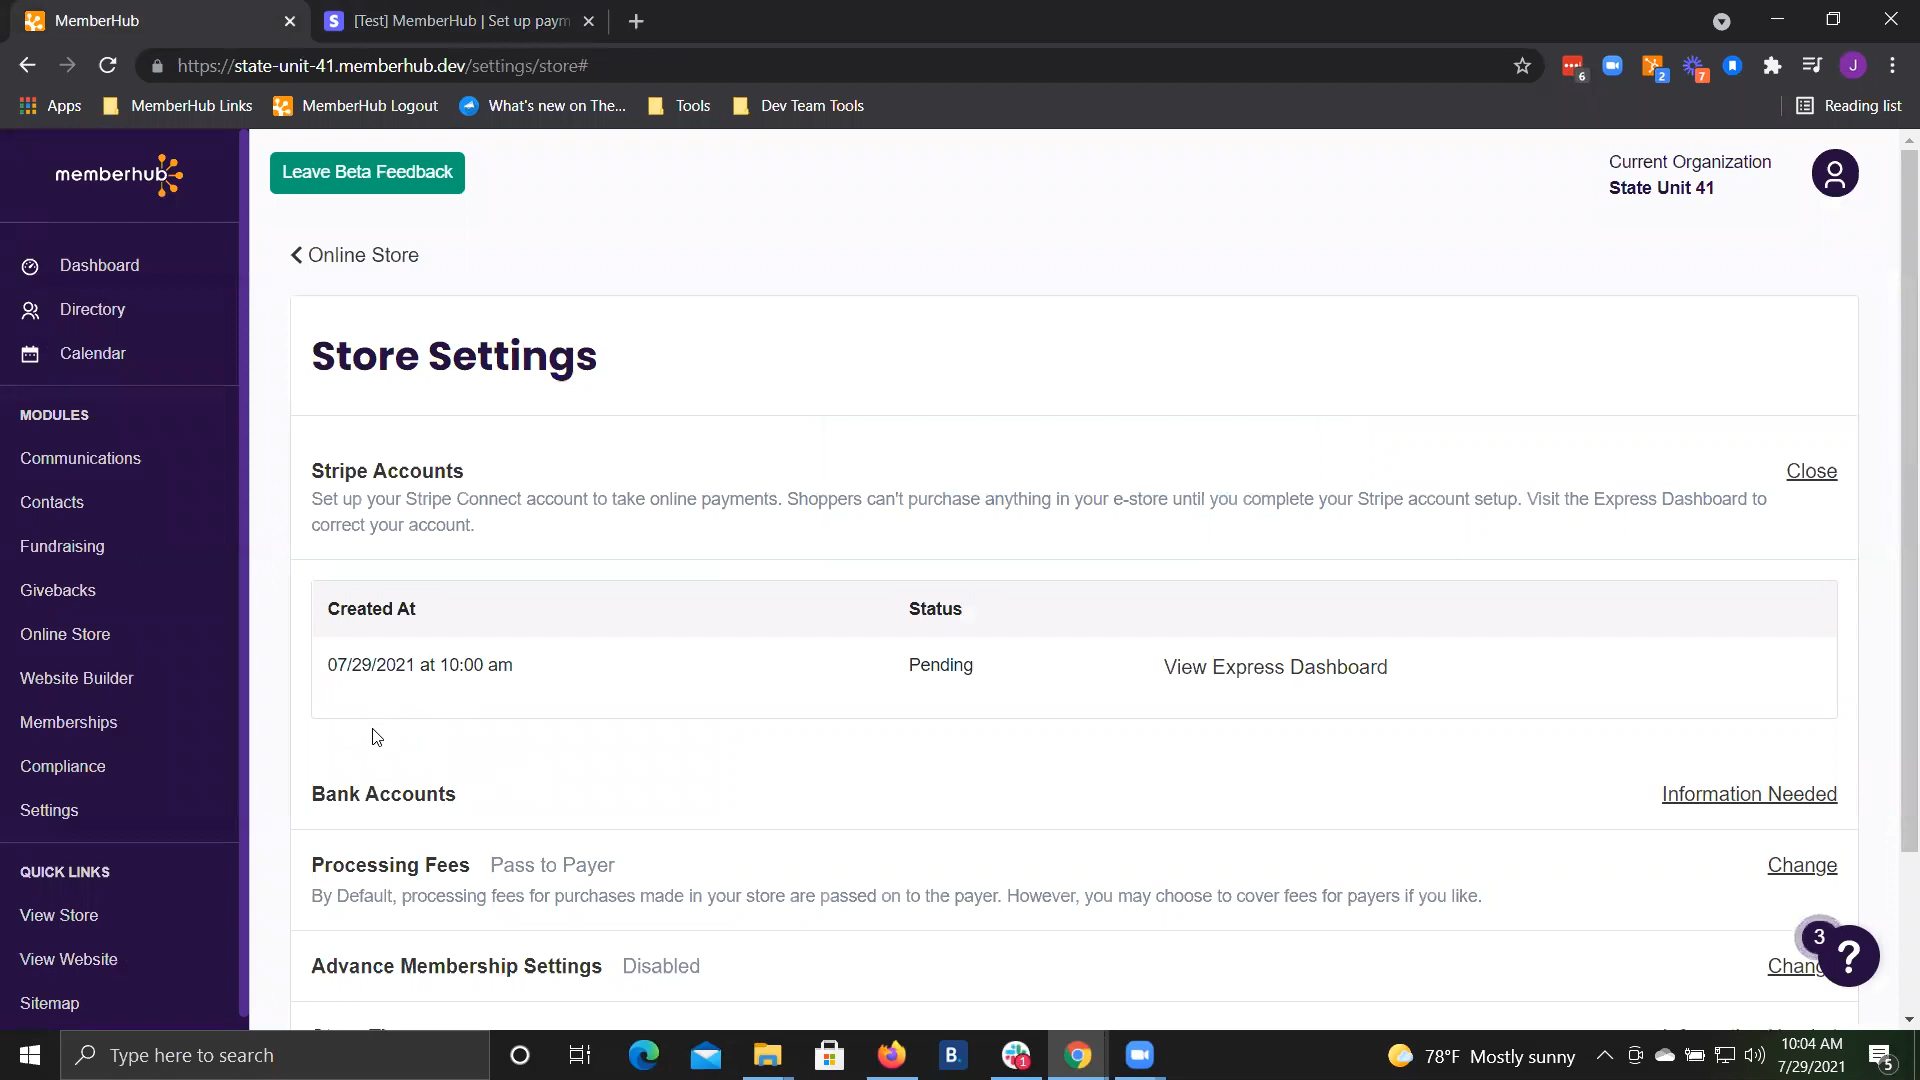 MemberHub
[Test] MemberHub | Set up paym
https://state-unit-41.memberhub.dev/settings/store#
6
2
7
J
Apps
MemberHub Links
MemberHub Logout
What's new on The...
Tools
Dev Team Tools
Reading list
memberhub
Leave Beta Feedback
Current Organization
State Unit 41
Dashboard
Directory
Calendar
MODULES
Communications
Contacts
Fundraising
Givebacks
Online Store
Website Builder
Memberships
Compliance
Settings
QUICK LINKS
View Store
View Website
Sitemap
Online Store
Store Settings
Stripe Accounts
Close
Set up your Stripe Connect account to take online payments. Shoppers can't purchase anything in your e-store until you complete your Stripe account setup. Visit the Express Dashboard to
correct your account.
Created At
Status
07/29/2021 at 10:00 am
Pending
View Express Dashboard
Bank Accounts
Information Needed
Processing Fees
Pass to Payer
Change
By Default, processing fees for purchases made in your store are passed on to the payer. However, you may choose to cover fees for payers if you like.
Advance Membership Settings
Disabled
Chang
3
?
Type here to search
B.
1
78°F Mostly sunny
10:04 AM
7/29/2021
5